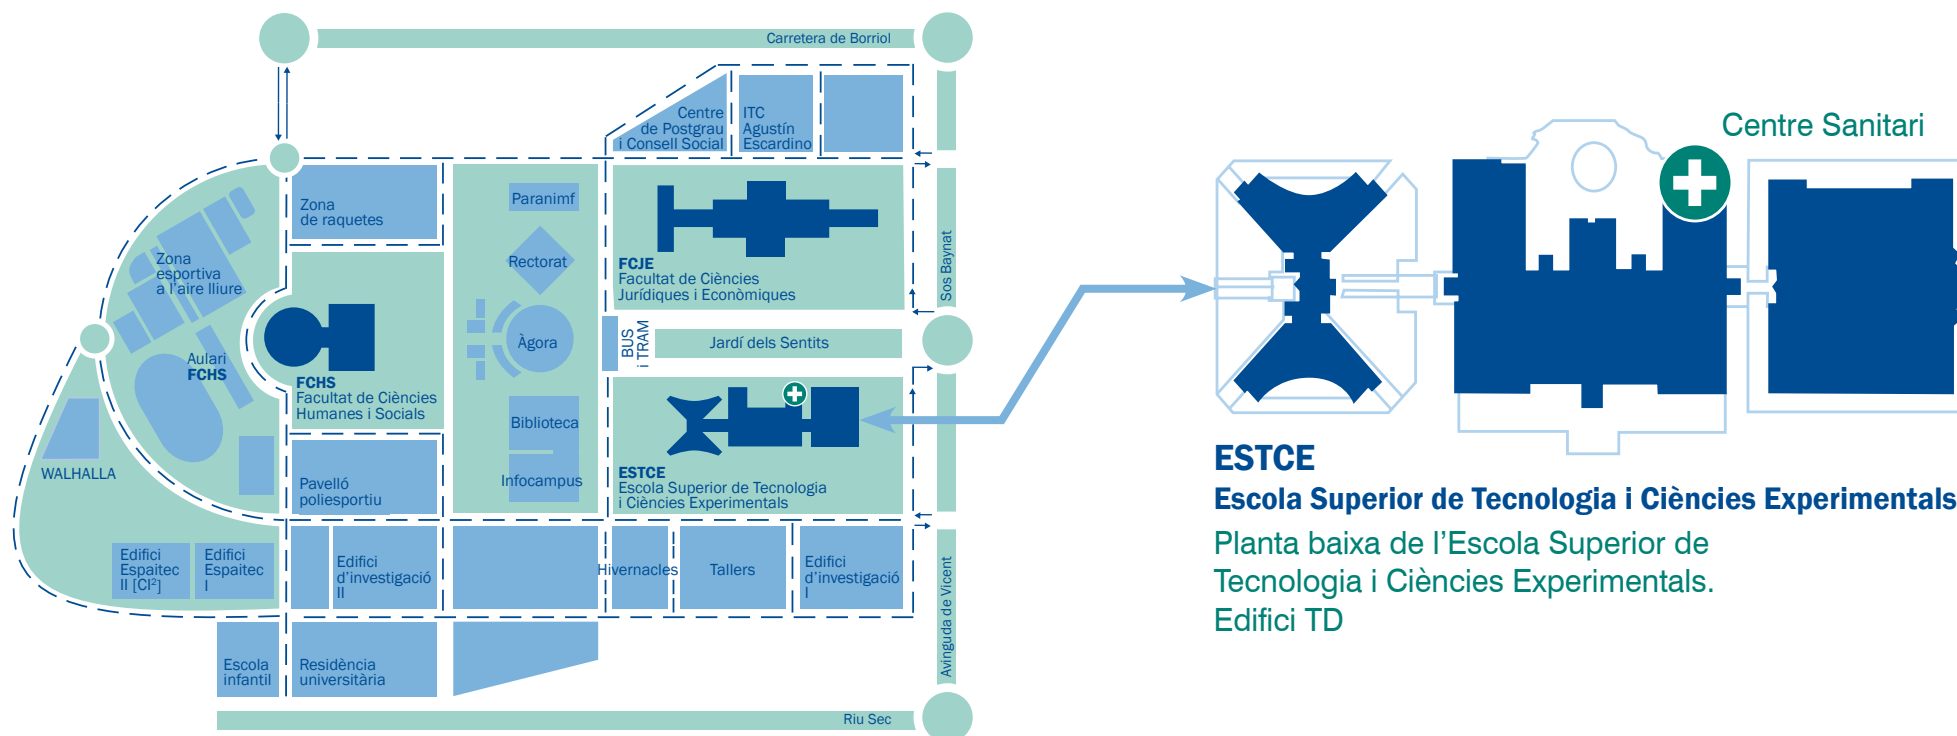 Carretera de Borriol
Centre
de Postgrau
i Consell Social
ITC
Agustín
Escardino
Zona
de raquetes
Paranimf
Rectorat
Àgora
Biblioteca
Infocampus
FCJE
Facultat de Ciències
Jurídiques i Econòmiques
Sos Baynat
BUS
i TRAM
Jardí dels Sentits
Zona
esportiva
a l’aire lliure
Aulari
FCHS
FCHS
Facultat de Ciències
Humanes i Socials
WALHALLA
Pavelló
poliesportiu
ESTCE
Escola Superior de Tecnologia
i Ciències Experimentals
Edifici
Espaitec
II [CI²]
Edifici
Espaitec
I
Edifici
d’investigació
II
Hivernacles
Tallers
Edifici
d’investigació
I
Avinguda de Vicent
Escola
infantil
Residència
universitària
Riu Sec
Centre Sanitari
ESTCE
Escola Superior de Tecnologia i Ciències Experimentals
Planta baixa de l’Escola Superior de
Tecnologia i Ciències Experimentals.
Edifici TD